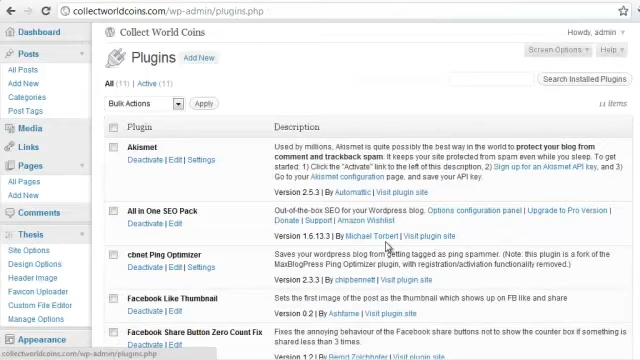 collectworldcoins.com/wp-admin/plugins.php
Dashboard
Posts
All Posts
Add New
Categories
Post Tags
Media
Links
Pages
All Pages
Add New
Comments
Thesis
Site Options
Design Options
Header Image
Favicon Uploader
Custom File Editor
Manage Options
Appearance
Collect World Coins
Howdy, admin
Screen Options
Help
Plugins
Add New
All (11) | Active (11)
Search Installed Plugins
Bulk Actions
Apply
11 items
Plugin
Description
Akismet
Deactivate | Edit | Settings
Used by millions, Akismet is quite possibly the best way in the world to protect your blog from
comment and trackback spam. It keeps your site protected from spam even while you sleep. To get
started: 1) Click the "Activate" link to the left of this description, 2) Sign up for an Akismet API key, and 3)
Go to your Akismet configuration page, and save your API key.
Version 2.5.3 | By Automattic | Visit plugin site
All in One SEO Pack
Deactivate | Edit
Out-of-the-box SEO for your Wordpress blog. Options configuration panel | Upgrade to Pro Version |
Donate | Support | Amazon Wishlist
Version 1.6.13.3 | By Michael Torbert | Visit plugin site
cbnet Ping Optimizer
Deactivate | Edit | Settings
Saves your wordpress blog from getting tagged as ping spammer. (Note: this plugin is a fork of the
MaxBlogPress Ping Optimizer plugin, with registration/activiation functionality removed.)
Version 2.3.3 | By chipbennett | Visit plugin site
Facebook Like Thumbnail
Deactivate | Edit
Sets the first image of the post as the thumbnail which shows up on FB like and share
Version 0.2 | By Ashfame | Visit plugin site
Facebook Share Button Zero Count Fix
Deactivate | Edit
Fixes the annoying behaviour of the Facebook share buttons not to show the counter box if something is
shared less than 3 times.
Version 1.2 | By Bernd Zolchhofer | Visit plugin site
collectworldcoins.com/wp-admin/plugins.php